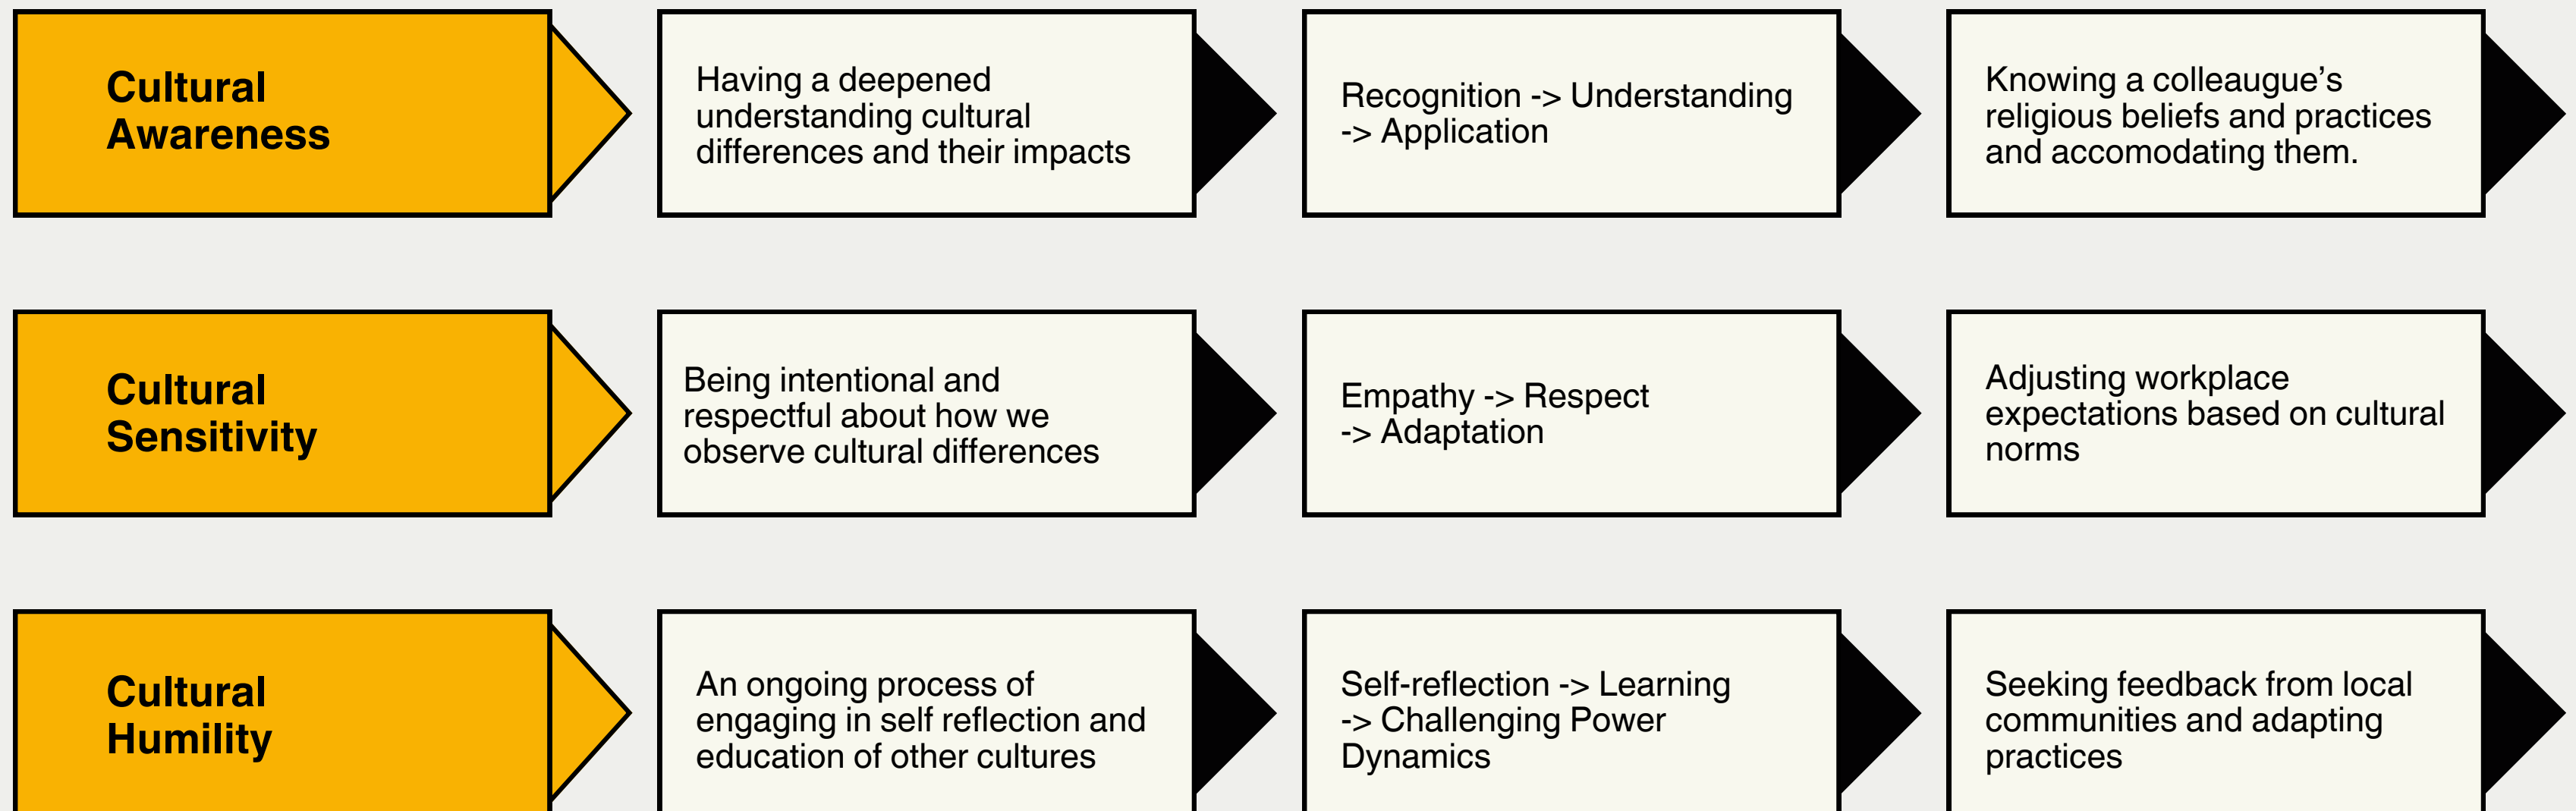 Cultural
Awareness
Having a deepened
understanding cultural
differences and their impacts
Recognition -> Understanding
-> Application
Knowing a colleaugue’s
religious beliefs and practices
and accomodating them.
Cultural
Sensitivity
Being intentional and
respectful about how we
observe cultural differences
Empathy -> Respect
-> Adaptation
Adjusting workplace
expectations based on cultural
norms
Cultural
Humility
An ongoing process of
engaging in self reflection and
education of other cultures
Self-reflection -> Learning
-> Challenging Power
Dynamics
Seeking feedback from local
communities and adapting
practices